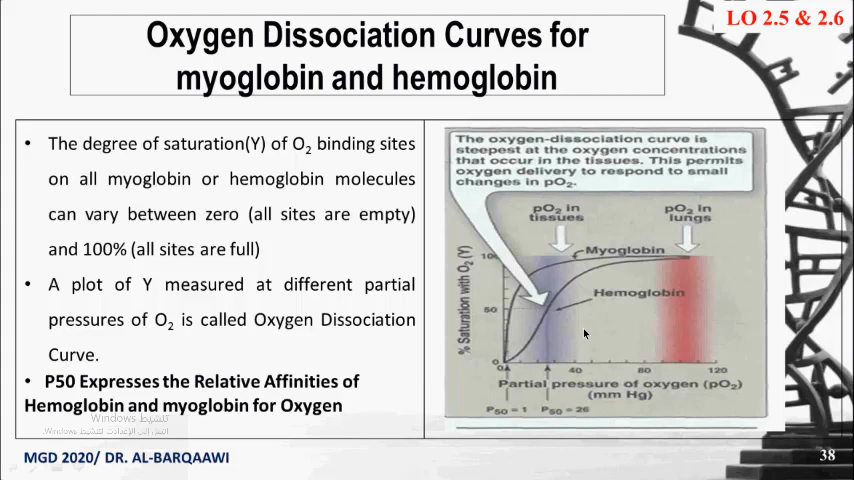 LO 2.5 & 2.6
Oxygen Dissociation Curves for
myoglobin and hemoglobin
• The degree of saturation(Y) of O2 binding sites
on all myoglobin or hemoglobin molecules
can vary between zero (all sites are empty)
and 100% (all sites are full)
• A plot of Y measured at different partial
pressures of O2 is called Oxygen Dissociation
Curve.
• P50 Expresses the Relative Affinities of
Hemoglobin and myoglobin for Oxygen
The oxygen-dissociation curve is
steepest at the oxygen concentrations
that occur in the tissues. This permits
oxygen delivery to respond to small
changes in pO2.
pO2 in
tissues
pO2 in
lungs
Myoglobin
Hemoglobin
% Saturation with O2 (Y)
50
0
40
80
120
Partial pressure of oxygen (pO2)
(mm Hg)
P50 = 1 P50 = 26
تنشيط Windows
MGD 2020/ DR. AL-BARQAAWI
38